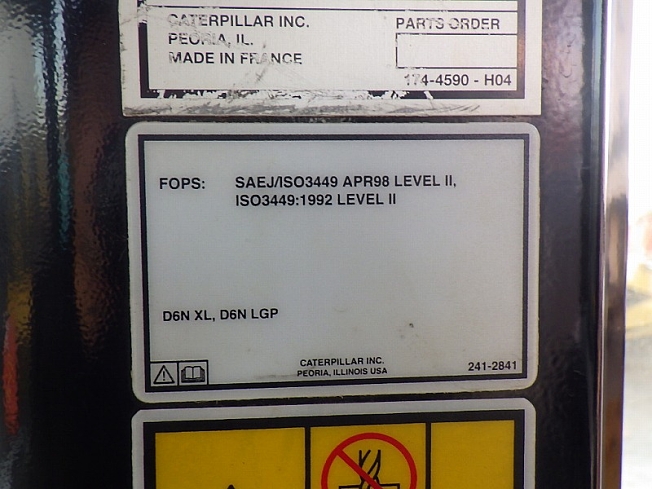 CATERPILLAR INC.
PEORIA, IL.
MADE IN FRANCE
PARTS ORDER
174-4590 - H04
FOPS: SAEJ/ISO3449 APR98 LEVEL II,
ISO3449:1992 LEVEL II
D6N XL, D6N LGP
CATERPILLAR INC.
PEORIA, ILLINOIS USA
241-2841